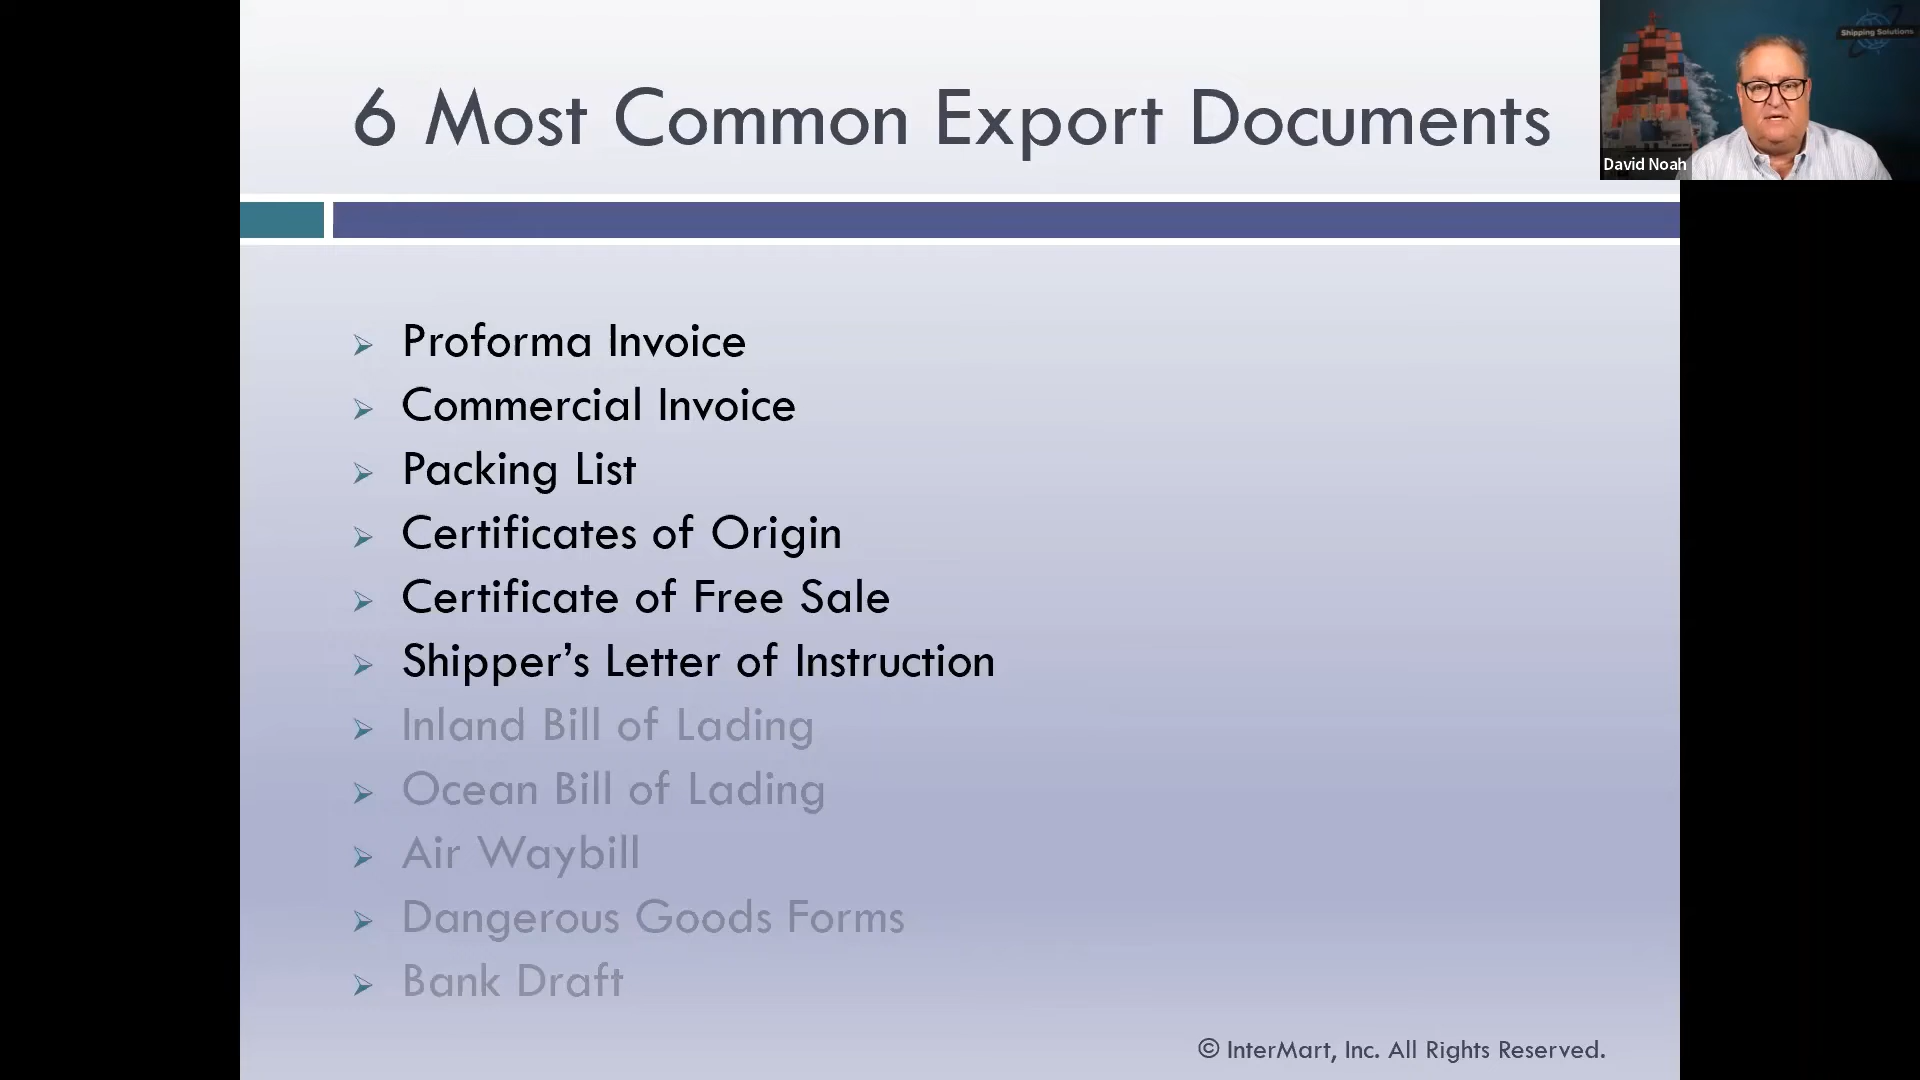 6 Most Common Export Documents
Shipping Solutions
David Noah
Proforma Invoice
Commercial Invoice
Packing List
Certificates of Origin
Certificate of Free Sale
Shipper’s Letter of Instruction
Inland Bill of Lading
Ocean Bill of Lading
Air Waybill
Dangerous Goods Forms
Bank Draft
© InterMart, Inc. All Rights Reserved.